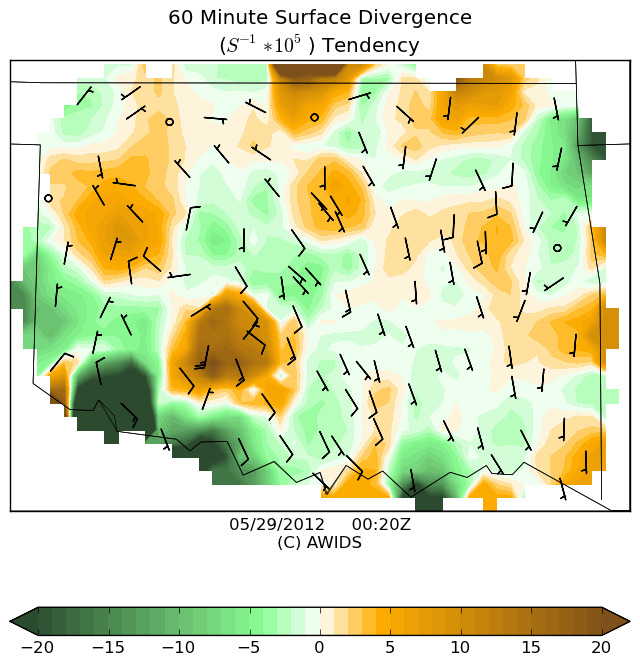 60 Minute Surface Divergence
(S⁻¹ ∗10⁵ ) Tendency
05/29/2012 00:20Z
(C) AWIDS
−20 −15 −10 −5 0 5 10 15 20